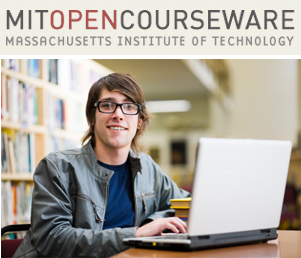 MITOPENCOURSEWARE
MASSACHUSETTS INSTITUTE OF TECHNOLOGY